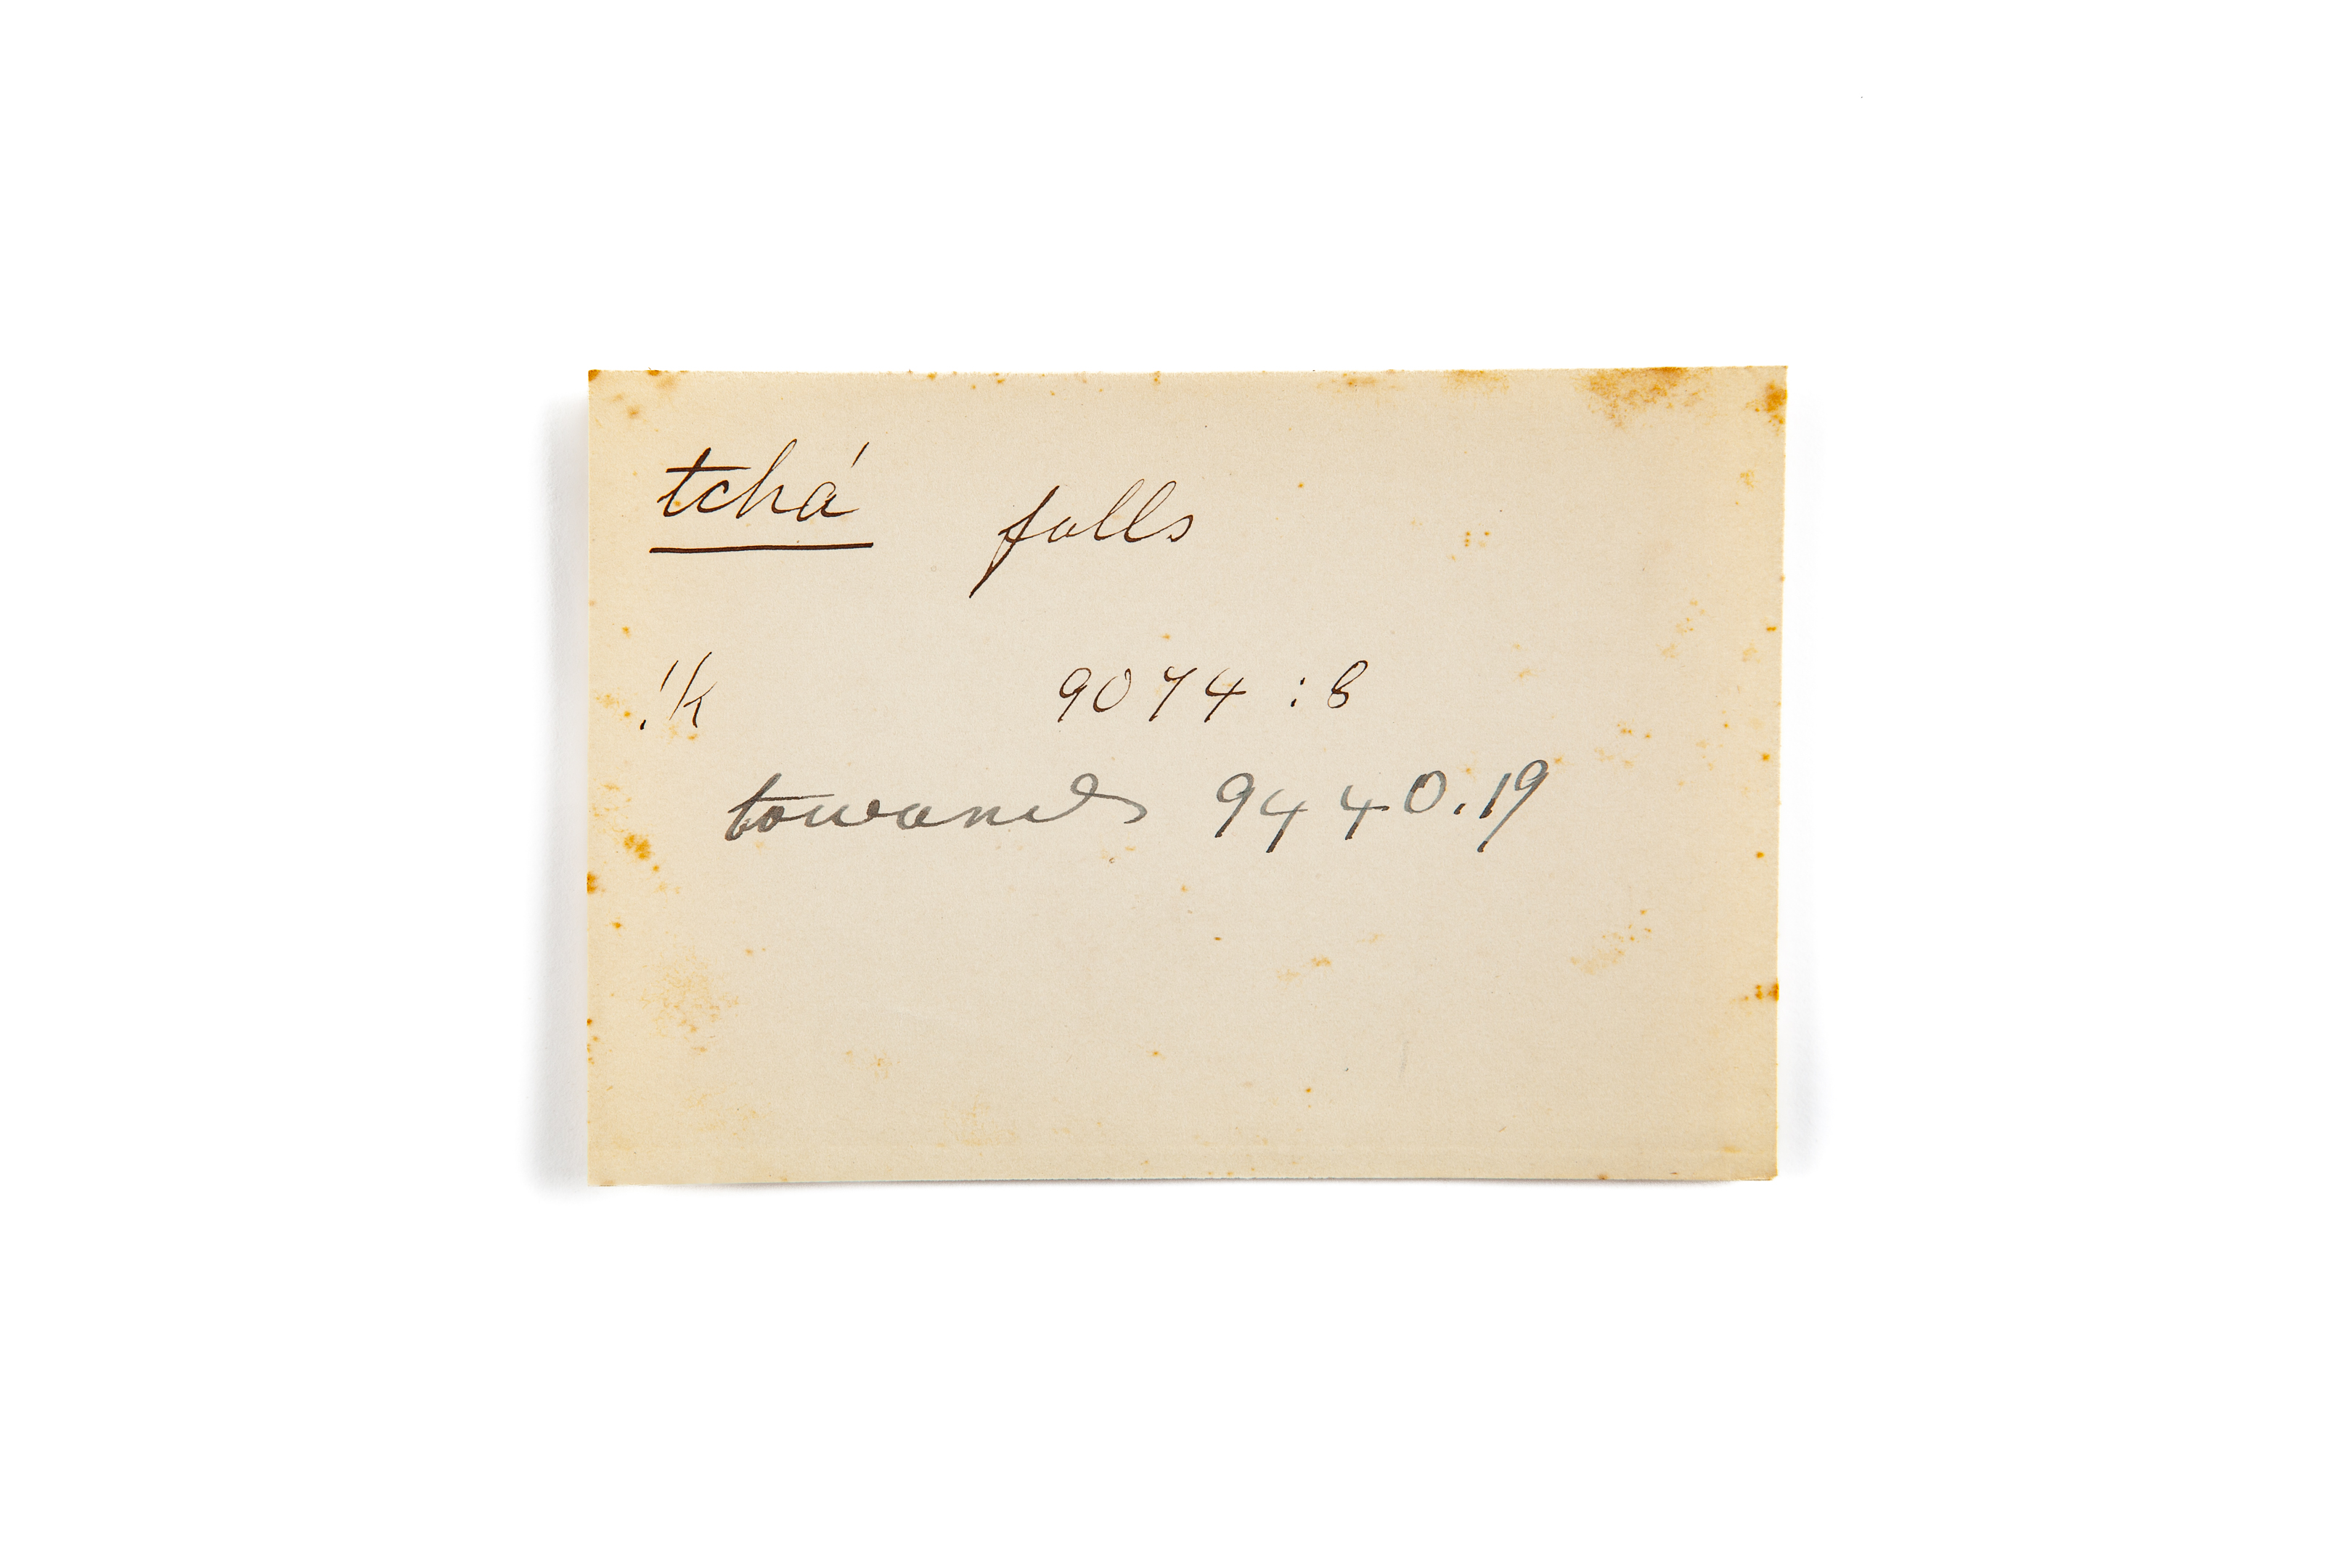 tchá falls
!k 9074 :8
towards 9440.19